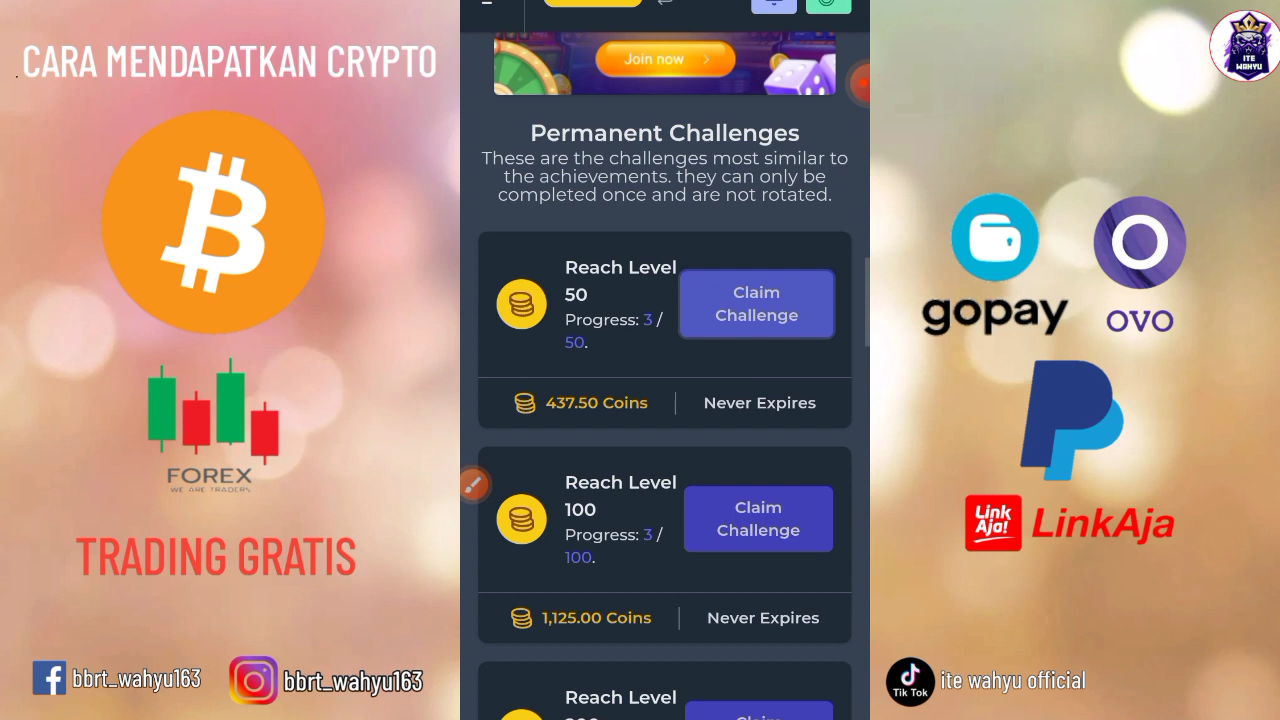 CARA MENDAPATKAN CRYPTO
FOREX
WE ARE TRADERS
TRADING GRATIS
bbrt_wahyu163
bbrt_wahyu163
Join now
Permanent Challenges
These are the challenges most similar to
the achievements. they can only be
completed once and are not rotated.
Reach Level
50
Progress: 3 /
50.
Claim
Challenge
437.50 Coins
Never Expires
Reach Level
100
Progress: 3 /
100.
Claim
Challenge
1,125.00 Coins
Never Expires
Reach Level
ITE
WAHYU
gopay
OVO
Link
Aja!
LinkAja
Tik Tok
ite wahyu official